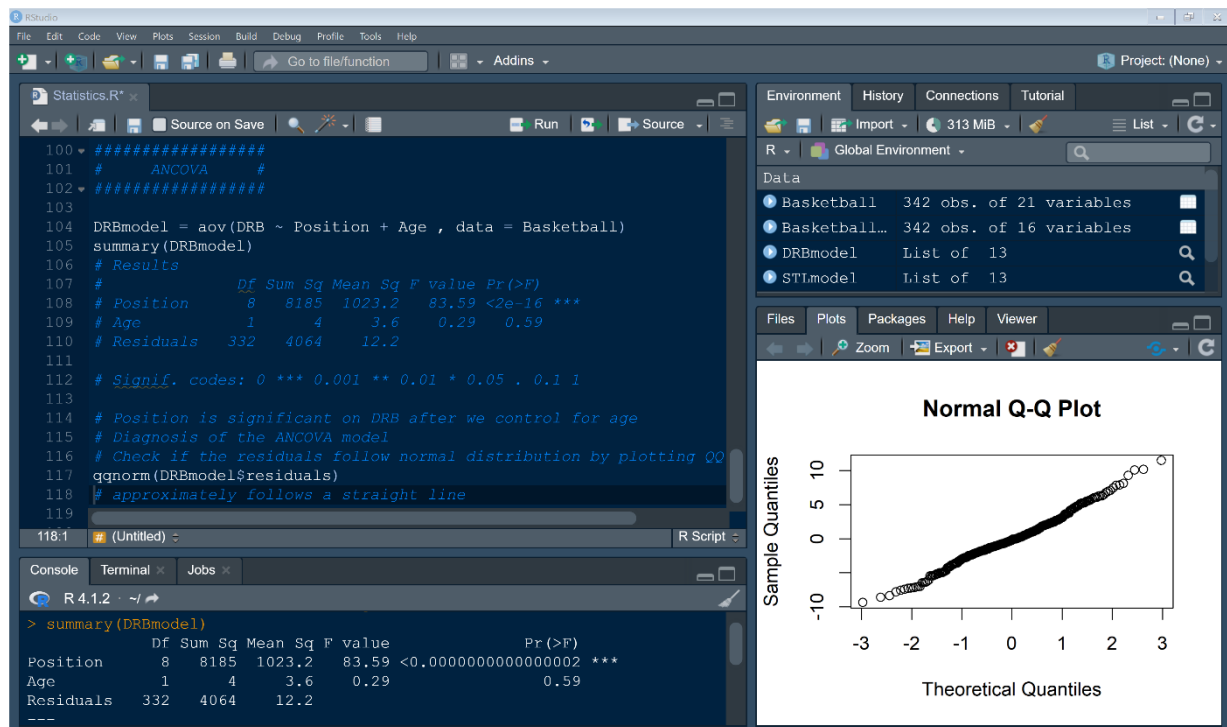 RStudio
File Edit Code View Plots Session Build Debug Profile Tools Help
Go to file/function Addins Project: (None)
Statistics.R*
Source on Save Run Source
100 ##################
101 # ANCOVA #
102 ##################
103
104 DRBmodel = aov(DRB ~ Position + Age , data = Basketball)
105 summary(DRBmodel)
106 # Results
107 # Df Sum Sq Mean Sq F value Pr(>F)
108 # Position 8 8185 1023.2 83.59 <2e-16 ***
109 # Age 1 4 3.6 0.29 0.59
110 # Residuals 332 4064 12.2
111
112 # Signif. codes: 0 *** 0.001 ** 0.01 * 0.05 . 0.1 1
113
114 # Position is significant on DRB after we control for age
115 # Diagnosis of the ANCOVA model
116 # Check if the residuals follow normal distribution by plotting QQ
117 qqnorm(DRBmodel$residuals)
118 # approximately follows a straight line
119
118:1 # (Untitled) R Script
Console Terminal Jobs
R 4.1.2 · ~/
> summary(DRBmodel)
Df Sum Sq Mean Sq F value Pr(>F)
Position 8 8185 1023.2 83.59 <0.0000000000000002 ***
Age 1 4 3.6 0.29 0.59
Residuals 332 4064 12.2
---
Environment History Connections Tutorial
Import 313 MiB List
R Global Environment
Data
Basketball 342 obs. of 21 variables
Basketball… 342 obs. of 16 variables
DRBmodel List of 13
STLmodel List of 13
Files Plots Packages Help Viewer
Zoom Export
Normal Q-Q Plot
Sample Quantiles
10
5
0
-10
-3 -2 -1 0 1 2 3
Theoretical Quantiles